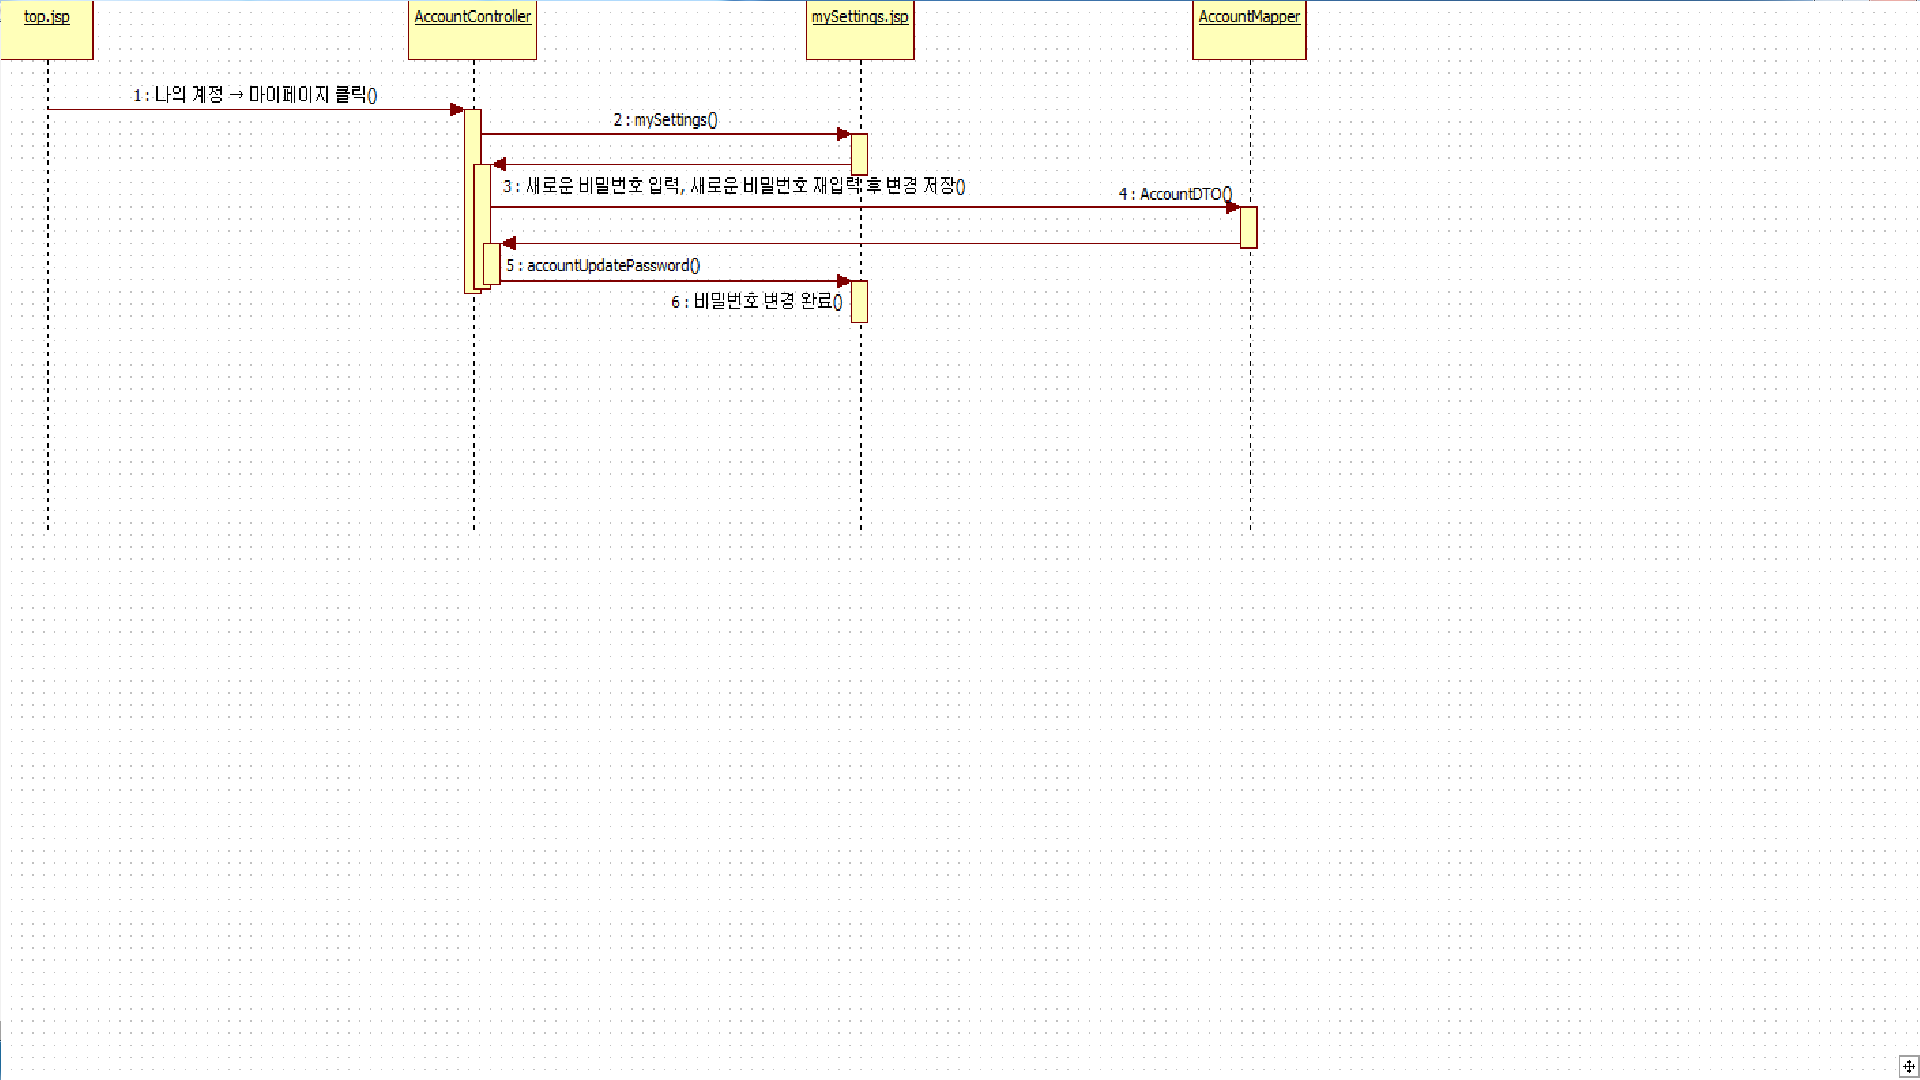 top.jsp
AccountController
mySettings.jsp
AccountMapper
1 : 나의 계정 → 마이페이지 클릭()
2 : mySettings()
3 : 새로운 비밀번호 입력, 새로운 비밀번호 재입력 후 변경 저장()
4 : AccountDTO()
5 : accountUpdatePassword()
6 : 비밀번호 변경 완료()